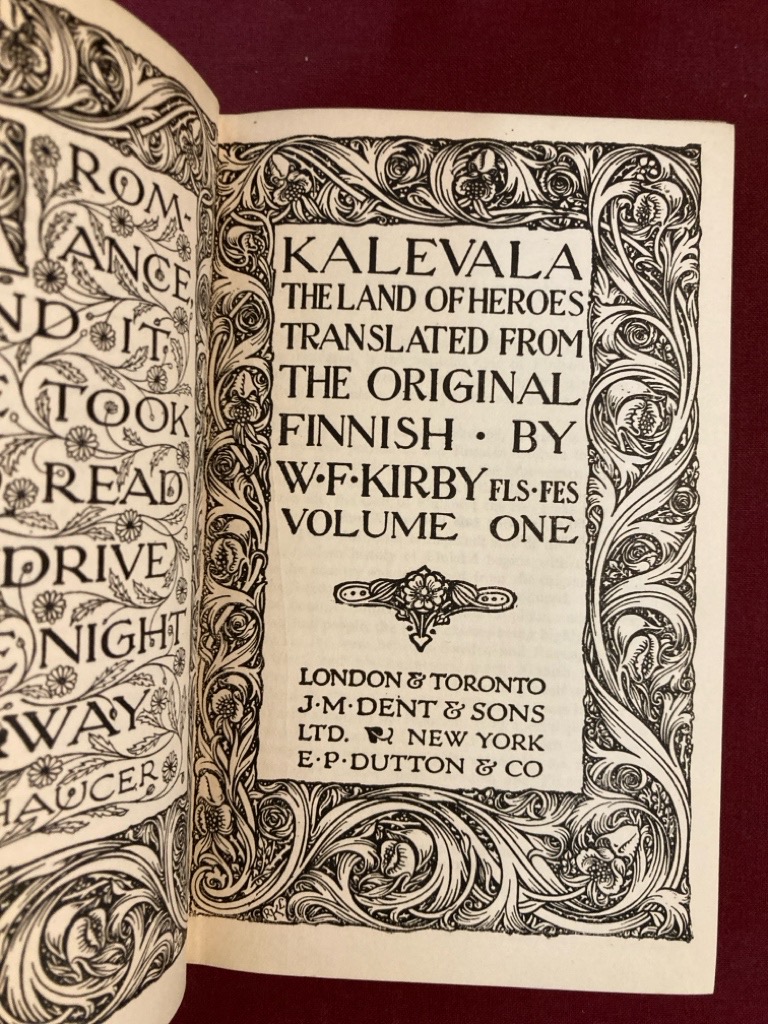 ROM-
ANCE
ND IT
TOOK
READ
DRIVE
E NIGHT
WAY
HAUCER
KALEVALA
THE LAND OF HEROES
TRANSLATED FROM
THE ORIGINAL
FINNISH · BY
W·F·KIRBY FLS·FES
VOLUME ONE
LONDON & TORONTO
J·M·DENT & SONS
LTD. NEW YORK
E·P·DUTTON & CO